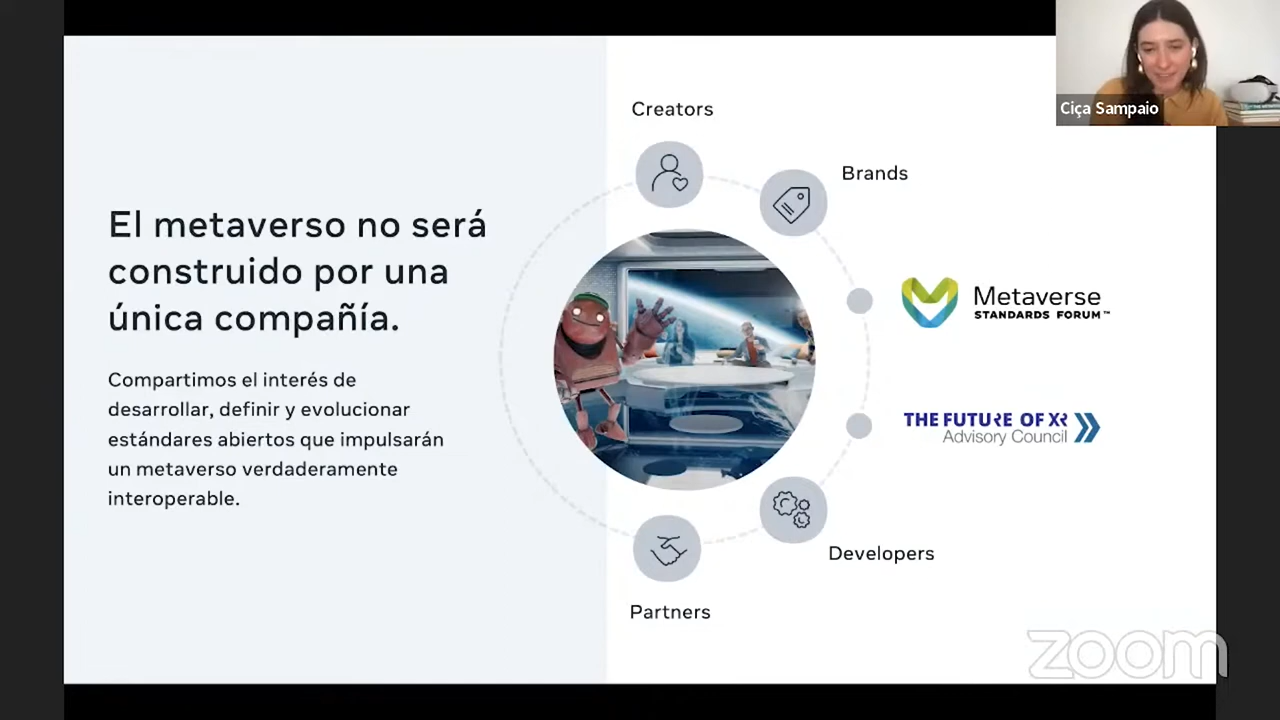 El metaverso no será
construido por una
única compañía.
Compartimos el interés de
desarrollar, definir y evolucionar
estándares abiertos que impulsarán
un metaverso verdaderamente
interoperable.
Creators
Brands
Metaverse
STANDARDS FORUM™
THE FUTURE OF XR
Advisory Council
Developers
Partners
Ciça Sampaio
zoom